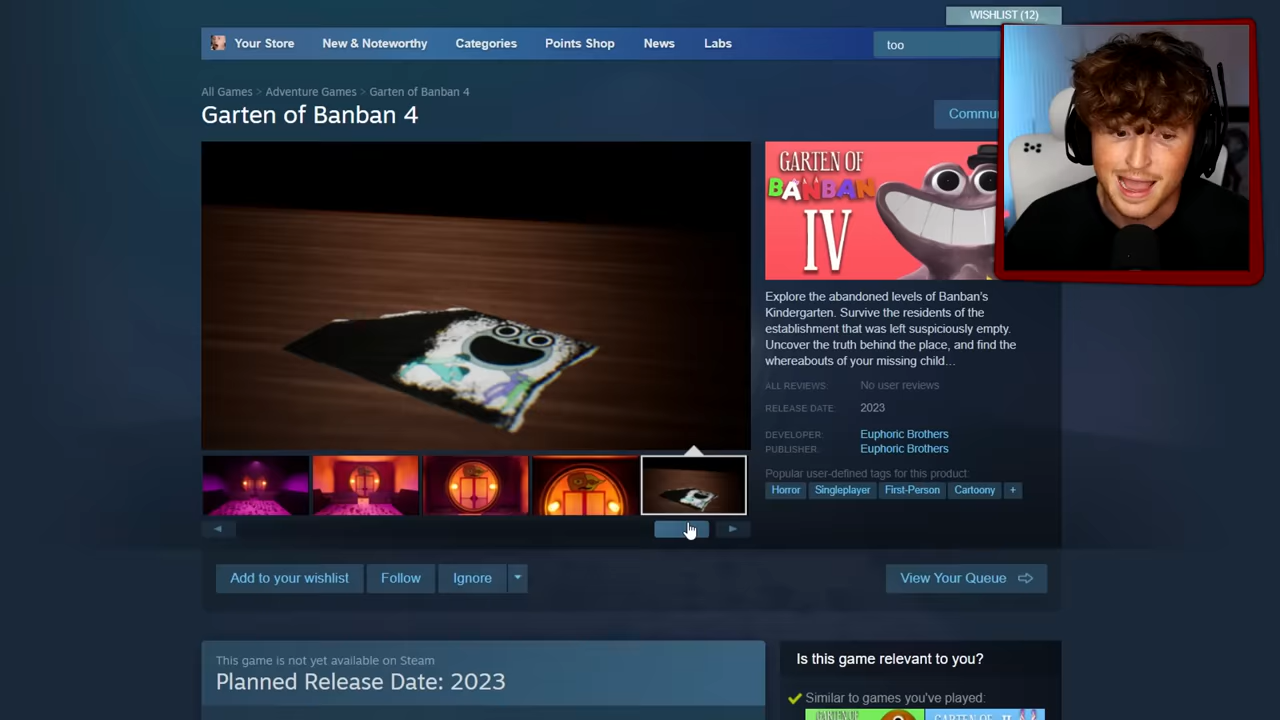 WISHLIST (12)
Your Store New & Noteworthy Categories Points Shop News Labs too
All Games > Adventure Games > Garten of Banban 4
Garten of Banban 4
Commu
GARTEN OF
BANBAN
IV
Explore the abandoned levels of Banban's
Kindergarten. Survive the residents of the
establishment that was left suspiciously empty.
Uncover the truth behind the place, and find the
whereabouts of your missing child…
ALL REVIEWS: No user reviews
RELEASE DATE: 2023
DEVELOPER: Euphoric Brothers
PUBLISHER: Euphoric Brothers
Popular user-defined tags for this product:
Horror Singleplayer First-Person Cartoony +
Add to your wishlist Follow Ignore View Your Queue
This game is not yet available on Steam
Planned Release Date: 2023
Is this game relevant to you?
Similar to games you've played:
GARTEN OF GARTEN OF